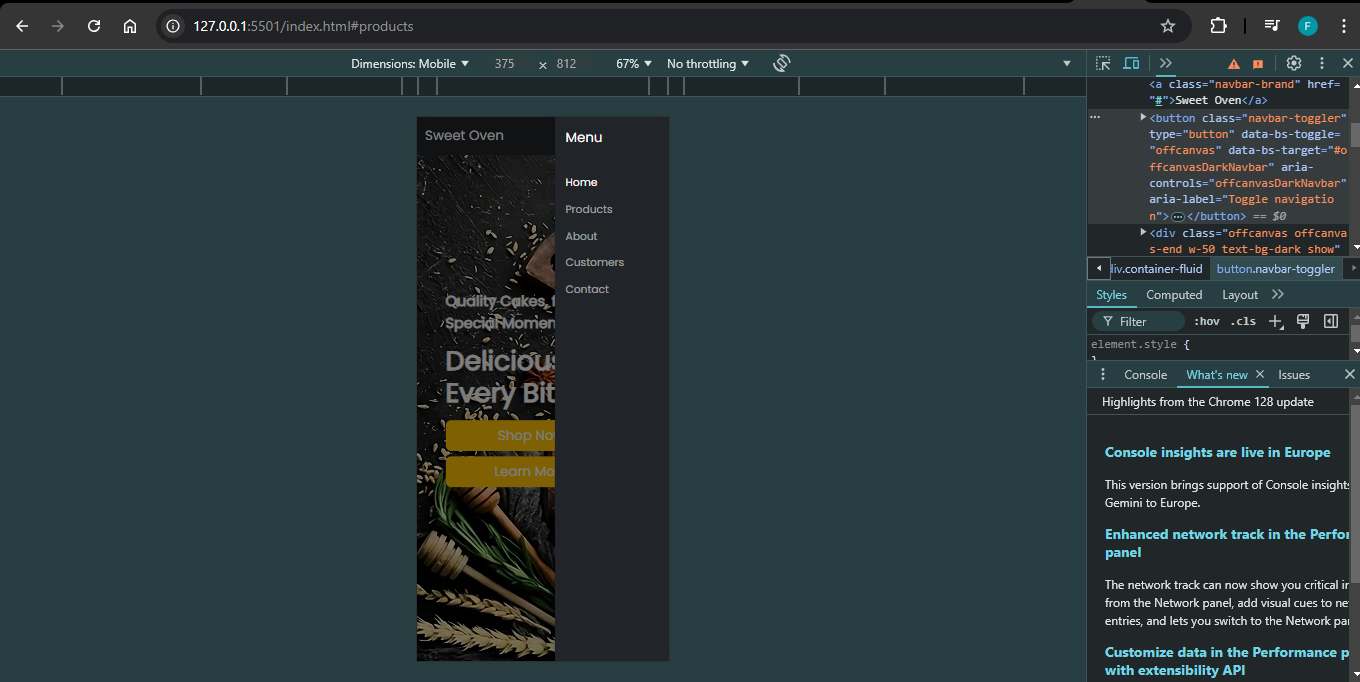 127.0.0.1:5501/index.html#products
F
Dimensions: Mobile 375 × 812 67% No throttling
Sweet Oven
Quality Cakes, f
Special Momen
Delicious
Every Bit
Shop Now
Learn Mo
Menu
Home
Products
About
Customers
Contact
<a class="navbar-brand" href=
"#">Sweet Oven</a>
<button class="navbar-toggler"
type="button" data-bs-toggle=
"offcanvas" data-bs-target="#o
ffcanvasDarkNavbar" aria-
controls="offcanvasDarkNavbar"
aria-label="Toggle navigatio
n">…</button> == $0
<div class="offcanvas offcanva
s-end w-50 text-bg-dark show"
div.container-fluid button.navbar-toggler
Styles Computed Layout
Filter :hov .cls
element.style {
}
Console What's new Issues
Highlights from the Chrome 128 update
Console insights are live in Europe
This version brings support of Console insights
Gemini to Europe.
Enhanced network track in the Perfor
panel
The network track can now show you critical in
from the Network panel, add visual cues to ne
entries, and lets you switch to the Network pa
Customize data in the Performance p
with extensibility API